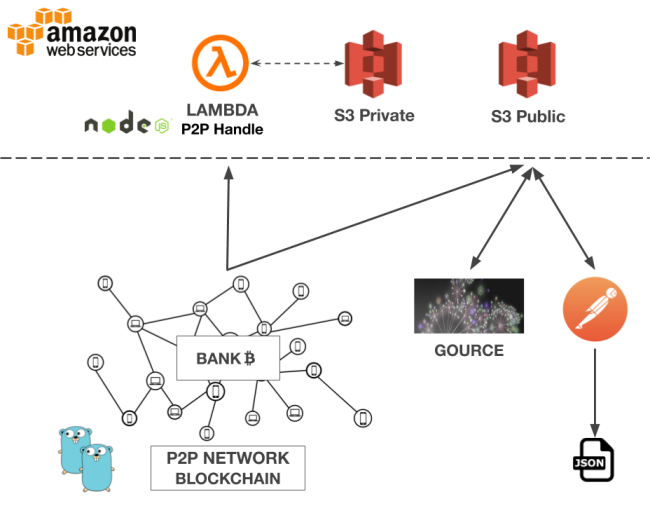 amazon
web services
LAMBDA
P2P Handle
S3 Private
S3 Public
node JS
BANK ₿
GOURCE
P2P NETWORK
BLOCKCHAIN
JSON